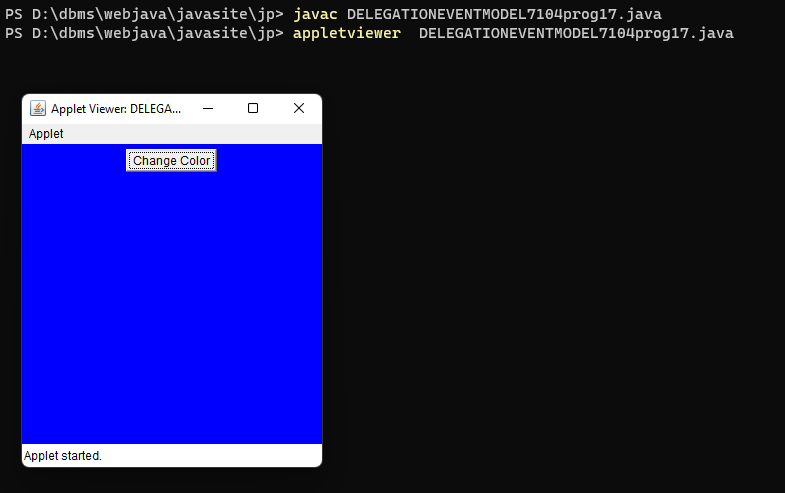 PS D:\dbms\webjava\javasite\jp> javac DELEGATIONEVENTMODEL7104prog17.java
PS D:\dbms\webjava\javasite\jp> appletviewer  DELEGATIONEVENTMODEL7104prog17.java
Applet Viewer: DELEGA...
Applet
Change Color
Applet started.